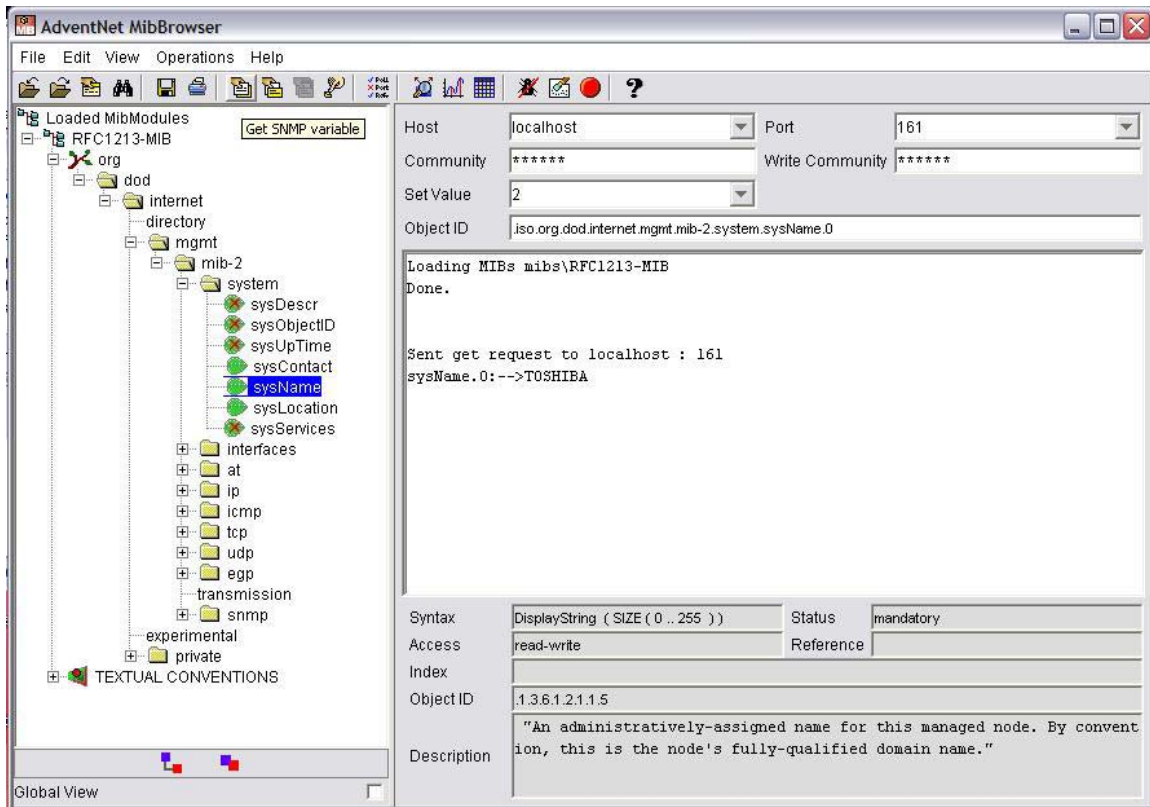 AdventNet MibBrowser
File Edit View Operations Help
Loaded MibModules
Get SNMP variable
RFC1213-MIB
org
dod
internet
directory
mgmt
mib-2
system
sysDescr
sysObjectID
sysUpTime
sysContact
sysName
sysLocation
sysServices
interfaces
at
ip
icmp
tcp
udp
egp
transmission
snmp
experimental
private
TEXTUAL CONVENTIONS
Global View
Host localhost Port 161
Community ****** Write Community ******
Set Value 2
Object ID .iso.org.dod.internet.mgmt.mib-2.system.sysName.0
Loading MIBs mibs\RFC1213-MIB
Done.
Sent get request to localhost : 161
sysName.0:-->TOSHIBA
Syntax DisplayString ( SIZE ( 0 .. 255 ) ) Status mandatory
Access read-write Reference
Index
Object ID .1.3.6.1.2.1.1.5
Description "An administratively-assigned name for this managed node. By convent
ion, this is the node's fully-qualified domain name."